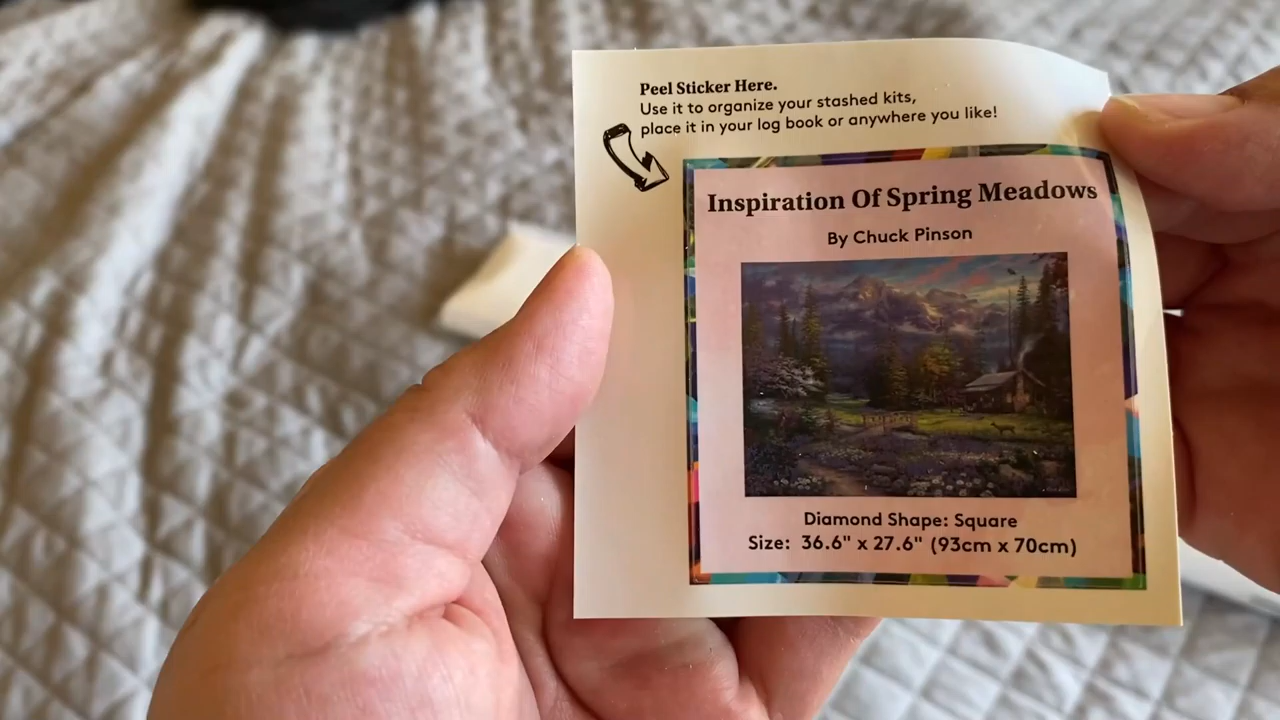 Peel Sticker Here.
Use it to organize your stashed kits,
place it in your log book or anywhere you like!
Inspiration Of Spring Meadows
By Chuck Pinson
Diamond Shape: Square
Size: 36.6" x 27.6" (93cm x 70cm)